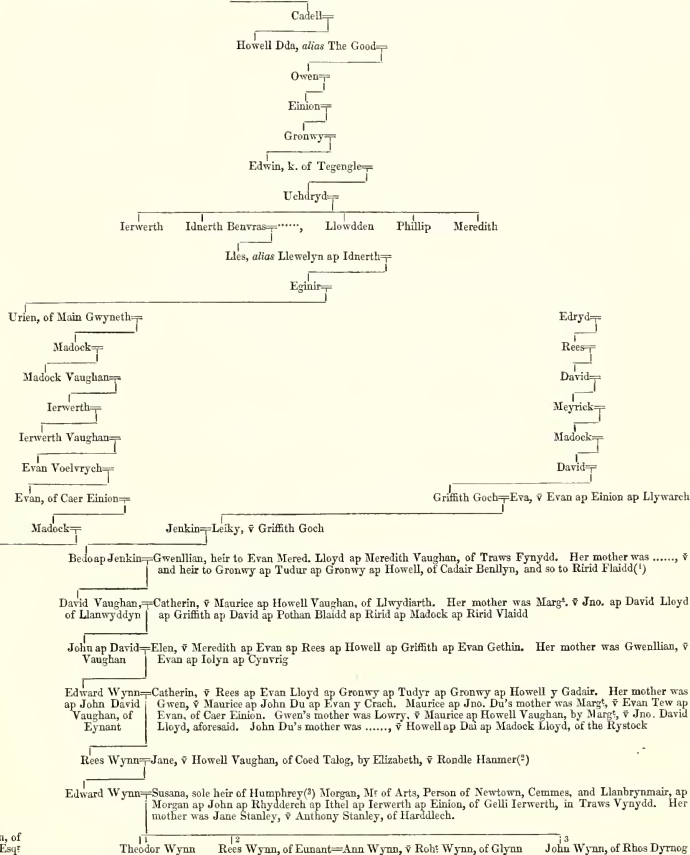 Cadell
Howell Dda, alias The Good
Owen
Einion
Gronwy
Edwin, k. of Tegengle
Uchdryd
Ierwerth Idnerth Benvras ......, Llowdden Phillip Meredith
Lles, alias Llewelyn ap Idnerth
Eginir
Urien, of Main Gwyneth Edryd
Madock Rees
Madock Vaughan David
Ierwerth Meyrick
Ierwerth Vaughan Madock
Evan Voelvrych David
Evan, of Caer Einion Griffith Goch=Eva, v̄ Evan ap Einion ap Llywarch
Madock Jenkin=Leiky, v̄ Griffith Goch
Bedo ap Jenkin=Gwenllian, heir to Evan Mered. Lloyd ap Meredith Vaughan, of Traws Fynydd. Her mother was ......, v̄
and heir to Gronwy ap Tudur ap Gronwy ap Howell, of Cadair Benllyn, and so to Ririd Flaidd(¹)
David Vaughan,=Catherin, v̄ Maurice ap Howell Vaughan, of Llwydiarth. Her mother was Margᵗ. v̄ Jno. ap David Lloyd
of Llanwyddyn ap Griffith ap David ap Pothan Blaidd ap Ririd ap Madock ap Ririd Vlaidd
John ap David=Elen, v̄ Meredith ap Evan ap Rees ap Howell ap Griffith ap Evan Gethin. Her mother was Gwenllian, v̄
Vaughan Evan ap Iolyn ap Cynvrig
Edward Wynn=Catherin, v̄ Rees ap Evan Lloyd ap Gronwy ap Tudyr ap Gronwy ap Howell y Gadair. Her mother was
ap John David Gwen, v̄ Maurice ap John Du ap Evan y Crach. Maurice ap Jno. Du's mother was Margᵗ, v̄ Evan Tew ap
Vaughan, of Evan, of Caer Einion. Gwen's mother was Lowry, v̄ Maurice ap Howell Vaughan, by Margᵗ, v̄ Jno. David
Eynant Lloyd, aforesaid. John Du's mother was ......, v̄ Howell ap Dai ap Madock Lloyd, of the Rystock
Rees Wynn=Jane, v̄ Howell Vaughan, of Coed Talog, by Elizabeth, v̄ Rondle Hanmer(²)
Edward Wynn=Susana, sole heir of Humphrey(³) Morgan, Mʳ of Arts, Person of Newtown, Cemmes, and Llanbrynmair, ap
Morgan ap John ap Rhydderch ap Ithel ap Ierwerth ap Einion, of Gelli Ierwerth, in Traws Vynydd. Her
mother was Jane Stanley, v̄ Anthony Stanley, of Harddlech.
n, of 1 2 3
Esqʳ Theodor Wynn Rees Wynn, of Eunant=Ann Wynn, v̄ Robᵗ Wynn, of Glynn John Wynn, of Rhos Dyrnog